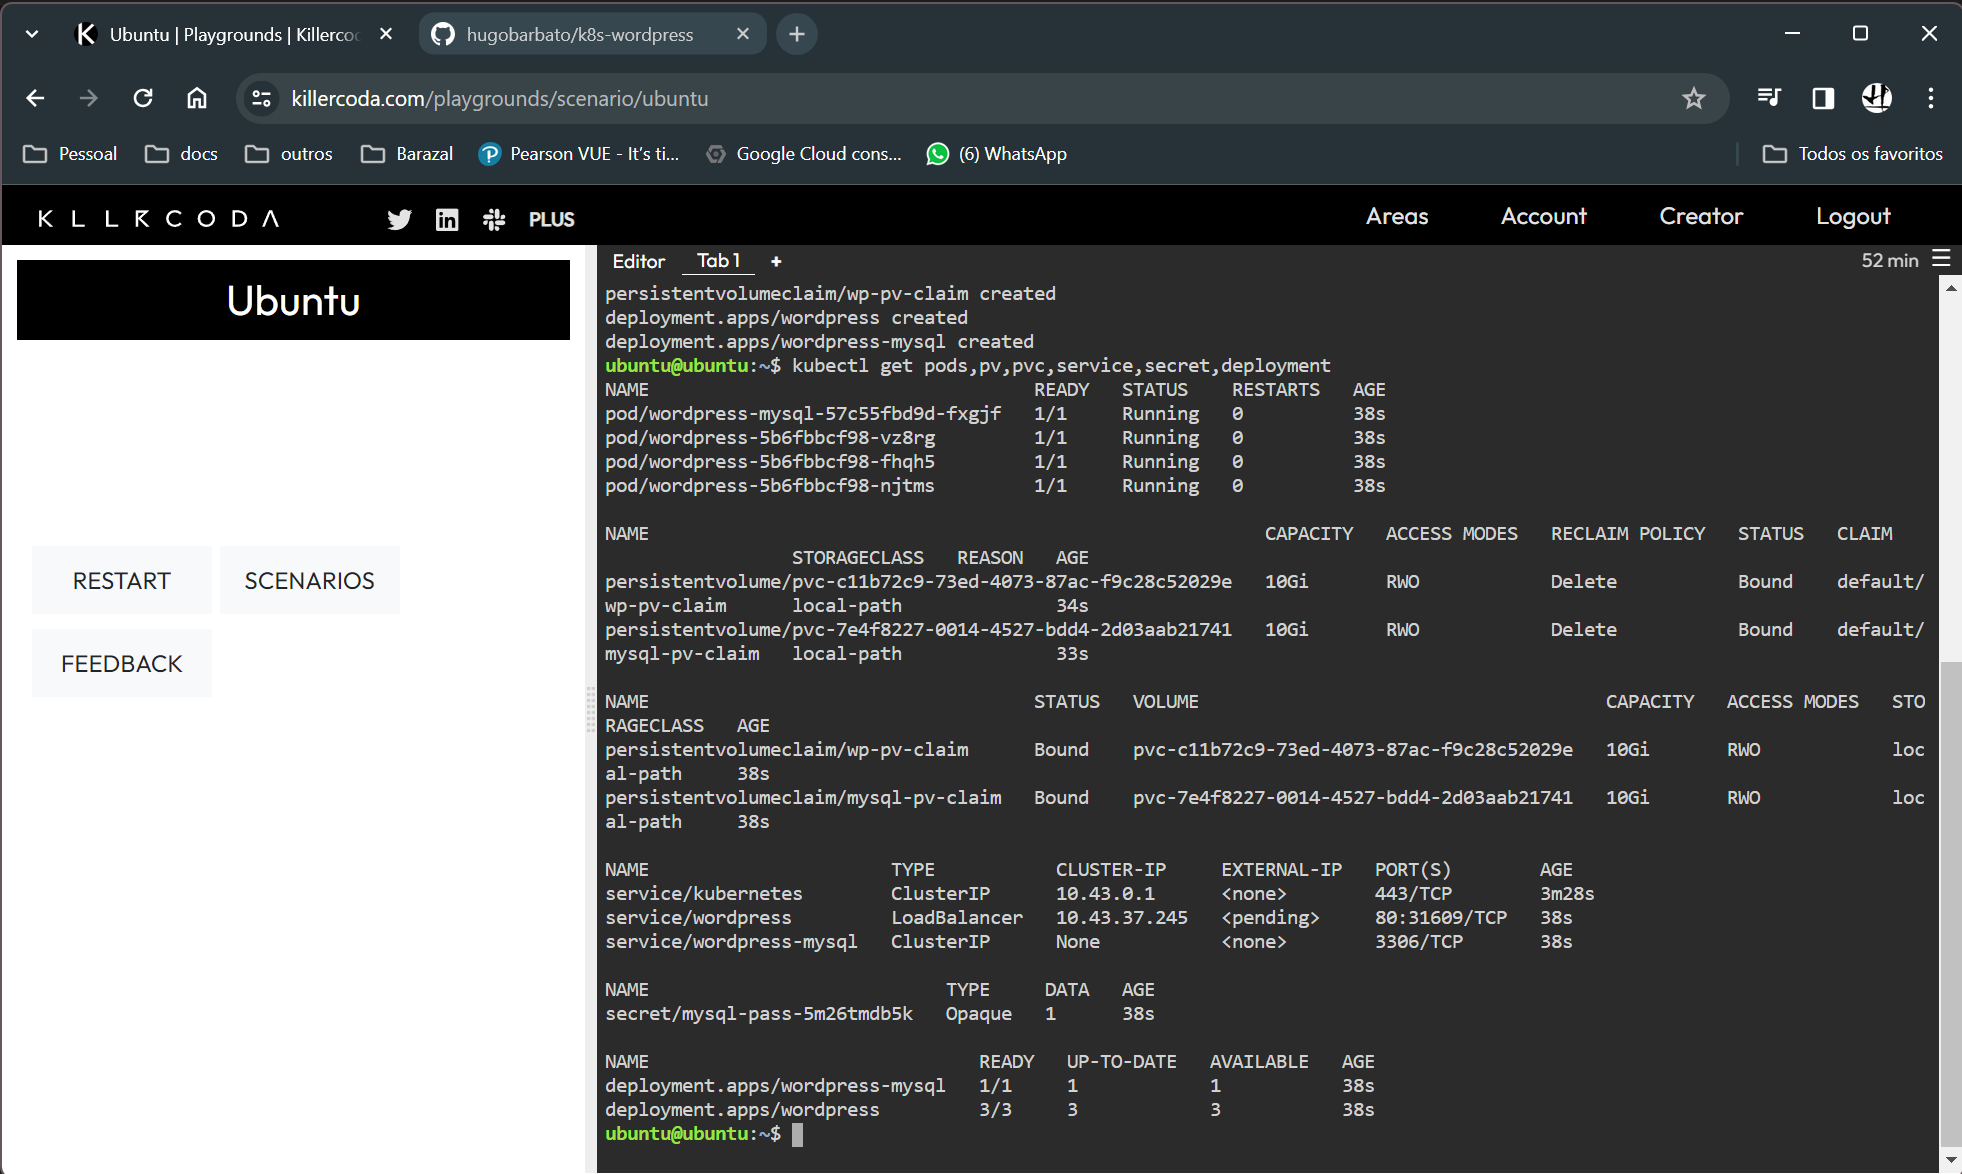 Ubuntu | Playgrounds | Killercod
hugobarbato/k8s-wordpress
killercoda.com/playgrounds/scenario/ubuntu
Pessoal docs outros Barazal Pearson VUE - It's ti... Google Cloud cons... (6) WhatsApp Todos os favoritos
KLLRCODA PLUS Areas Account Creator Logout
Ubuntu
RESTART SCENARIOS
FEEDBACK
Editor Tab 1 + 52 min
persistentvolumeclaim/wp-pv-claim created
deployment.apps/wordpress created
deployment.apps/wordpress-mysql created
ubuntu@ubuntu:~$ kubectl get pods,pv,pvc,service,secret,deployment
NAME READY STATUS RESTARTS AGE
pod/wordpress-mysql-57c55fbd9d-fxgjf 1/1 Running 0 38s
pod/wordpress-5b6fbbcf98-vz8rg 1/1 Running 0 38s
pod/wordpress-5b6fbbcf98-fhqh5 1/1 Running 0 38s
pod/wordpress-5b6fbbcf98-njtms 1/1 Running 0 38s
NAME CAPACITY ACCESS MODES RECLAIM POLICY STATUS CLAIM
STORAGECLASS REASON AGE
persistentvolume/pvc-c11b72c9-73ed-4073-87ac-f9c28c52029e 10Gi RWO Delete Bound default/
wp-pv-claim local-path 34s
persistentvolume/pvc-7e4f8227-0014-4527-bdd4-2d03aab21741 10Gi RWO Delete Bound default/
mysql-pv-claim local-path 33s
NAME STATUS VOLUME CAPACITY ACCESS MODES STO
RAGECLASS AGE
persistentvolumeclaim/wp-pv-claim Bound pvc-c11b72c9-73ed-4073-87ac-f9c28c52029e 10Gi RWO loc
al-path 38s
persistentvolumeclaim/mysql-pv-claim Bound pvc-7e4f8227-0014-4527-bdd4-2d03aab21741 10Gi RWO loc
al-path 38s
NAME TYPE CLUSTER-IP EXTERNAL-IP PORT(S) AGE
service/kubernetes ClusterIP 10.43.0.1 <none> 443/TCP 3m28s
service/wordpress LoadBalancer 10.43.37.245 <pending> 80:31609/TCP 38s
service/wordpress-mysql ClusterIP None <none> 3306/TCP 38s
NAME TYPE DATA AGE
secret/mysql-pass-5m26tmdb5k Opaque 1 38s
NAME READY UP-TO-DATE AVAILABLE AGE
deployment.apps/wordpress-mysql 1/1 1 1 38s
deployment.apps/wordpress 3/3 3 3 38s
ubuntu@ubuntu:~$